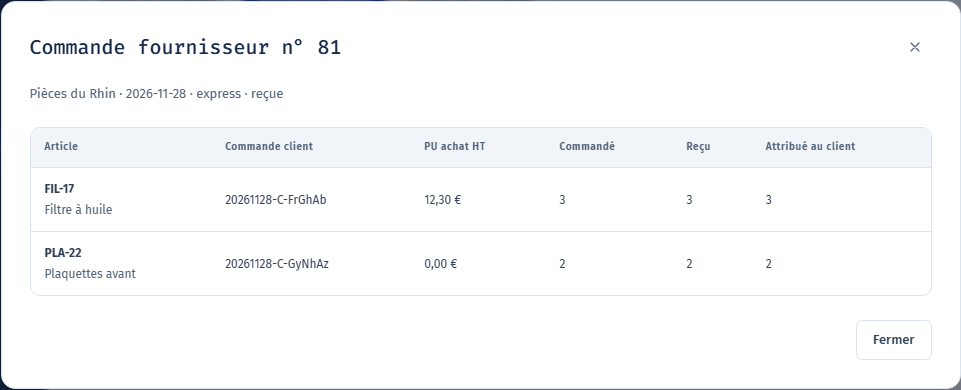 Commande fournisseur n° 81
Pièces du Rhin · 2026-11-28 · express · reçue
Article Commande client PU achat HT Commandé Reçu Attribué au client
FIL-17
Filtre à huile 20261128-C-FrGhAb 12,30 € 3 3 3
PLA-22
Plaquettes avant 20261128-C-GyNhAz 0,00 € 2 2 2
Fermer